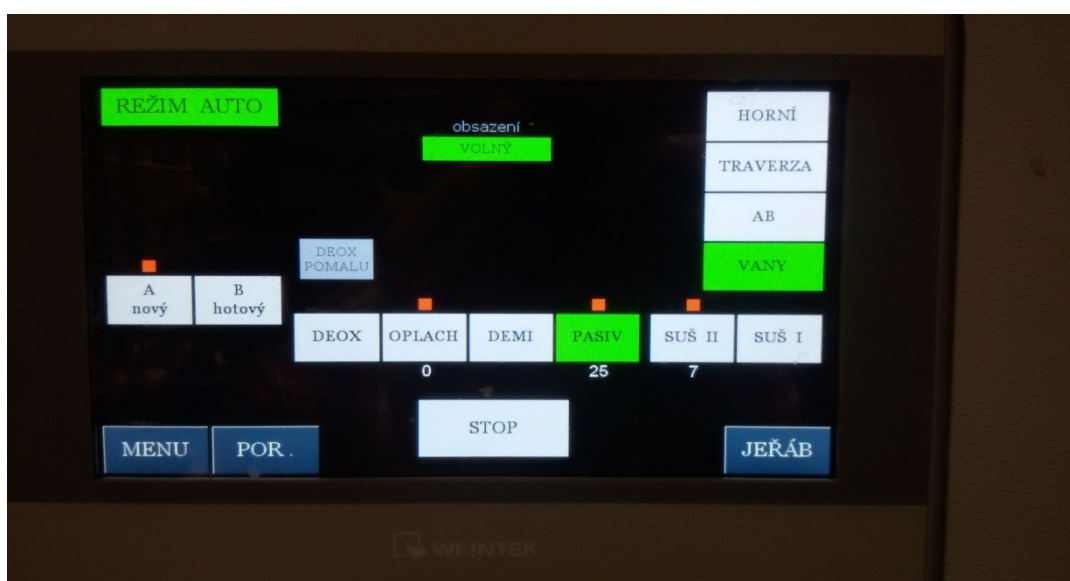 REŽIM AUTO
obsazení
VOLNÝ
HORNÍ
TRAVERZA
AB
VANY
DEOX
POMALU
A
nový
B
hotový
DEOX
OPLACH
DEMI
PASIV
SUŠ II
SUŠ I
0
25
7
STOP
MENU
POR.
JEŘÁB
WEINTEK